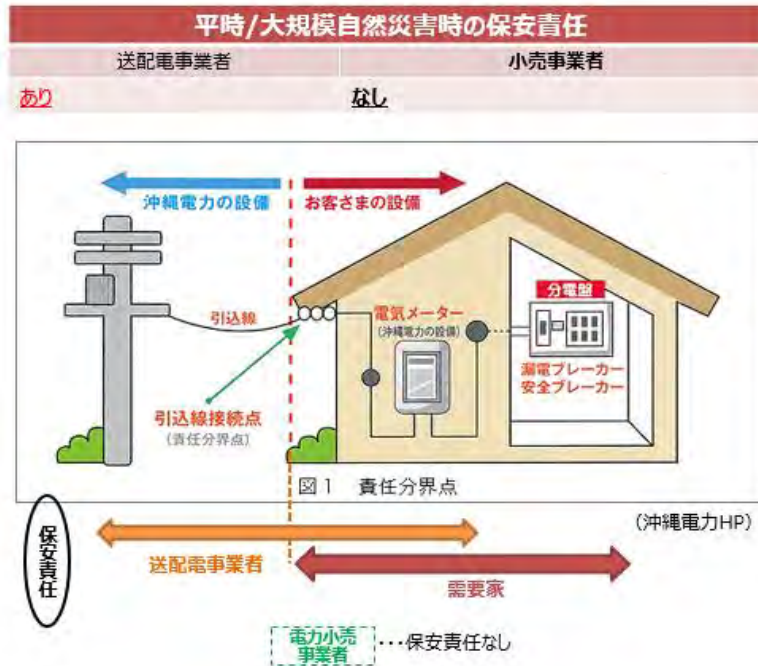 平時/大規模自然災害時の保安責任
送配電事業者 小売事業者
あり なし
沖縄電力の設備 お客さまの設備
引込線
電気メーター
(沖縄電力の設備)
分電盤
漏電ブレーカー
安全ブレーカー
引込線接続点
(責任分界点)
図1 責任分界点
(沖縄電力HP)
保安責任
送配電事業者
需要家
電力小売
事業者
・・・保安責任なし